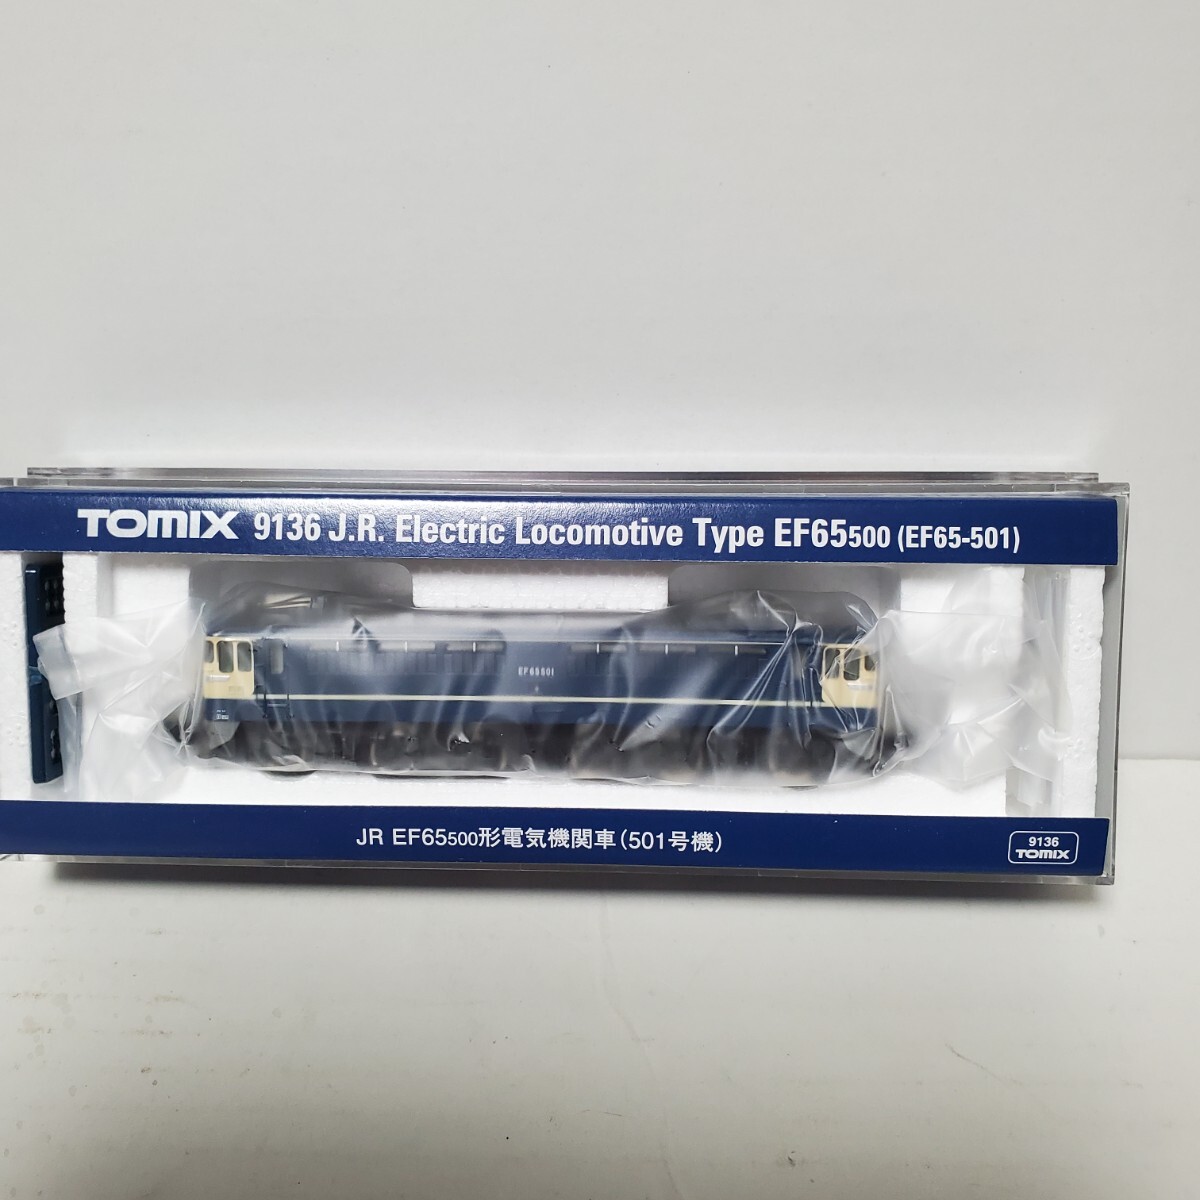 TOMIX 9136 J.R. Electric Locomotive Type EF65500 (EF65-501)
EF65501
JR EF65500形電気機関車(501号機)
9136
TOMIX